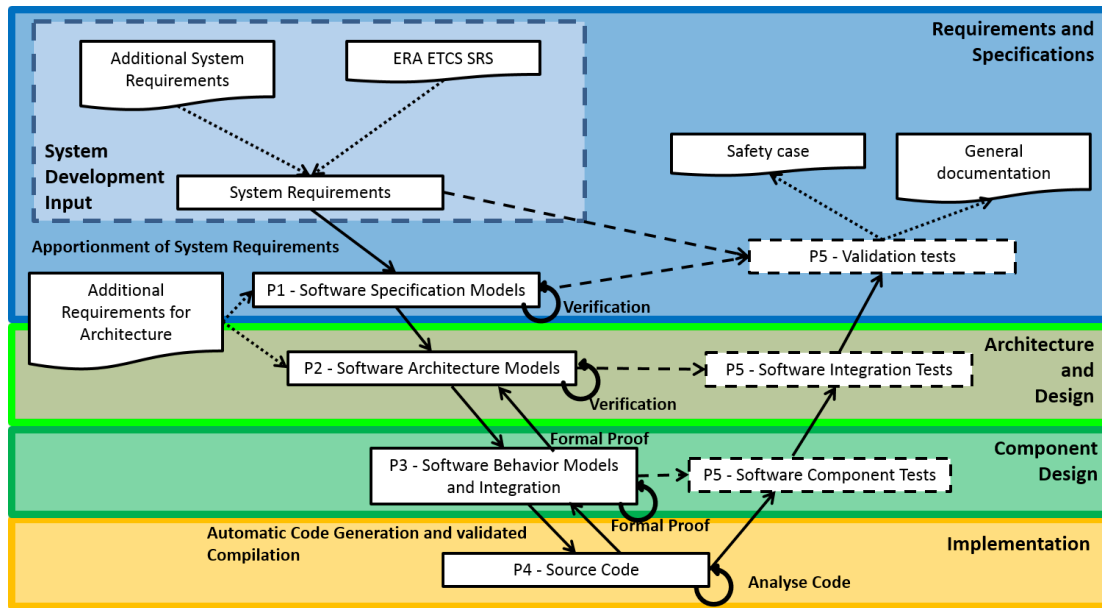 Requirements and
Specifications
Additional System
Requirements
ERA ETCS SRS
System
Development
Input
System Requirements
Safety case
General
documentation
Apportionment of System Requirements
P5 - Validation tests
Additional
Requirements for
Architecture
P1 - Software Specification Models
Verification
Architecture
and
Design
P2 - Software Architecture Models
P5 - Software Integration Tests
Verification
Formal Proof
Component
Design
P3 - Software Behavior Models
and Integration
P5 - Software Component Tests
Formal Proof
Automatic Code Generation and validated
Compilation
Implementation
P4 - Source Code
Analyse Code